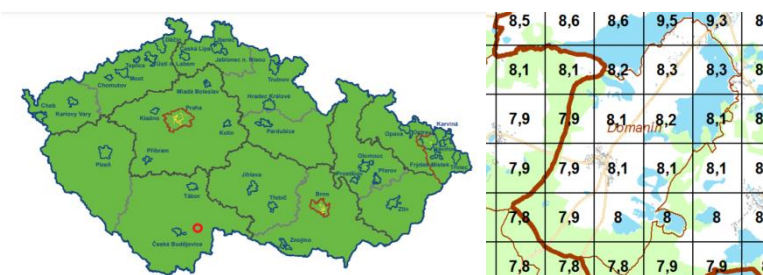 Děčín
Liberec
Teplice
Ústí n. Labem
Česká Lípa
Jablonec n. Nisou
Most
Chomutov
Trutnov
Cheb
Karlovy Vary
Mladá Boleslav
Hradec Králové
Praha
Kladno
Kolín
Pardubice
Karviná
Opava
Plzeň
Příbram
Olomouc
Frýdek Místek
Jihlava
Přerov
Tábor
Třebíč
Brno
Zlín
České Budějovice
Znojmo
8,5 8,6 8,6 9,5 9,3 8
8,1 8,1 8,2 8,3 8,3 8
7,9 7,9 8,1 8,2 8,1 8
Domanín
7,9 7,9 8,1 8,1 8,1 8
7,8 7,9 8 8 8
7,8 7,8 7,8 7,9 7,9